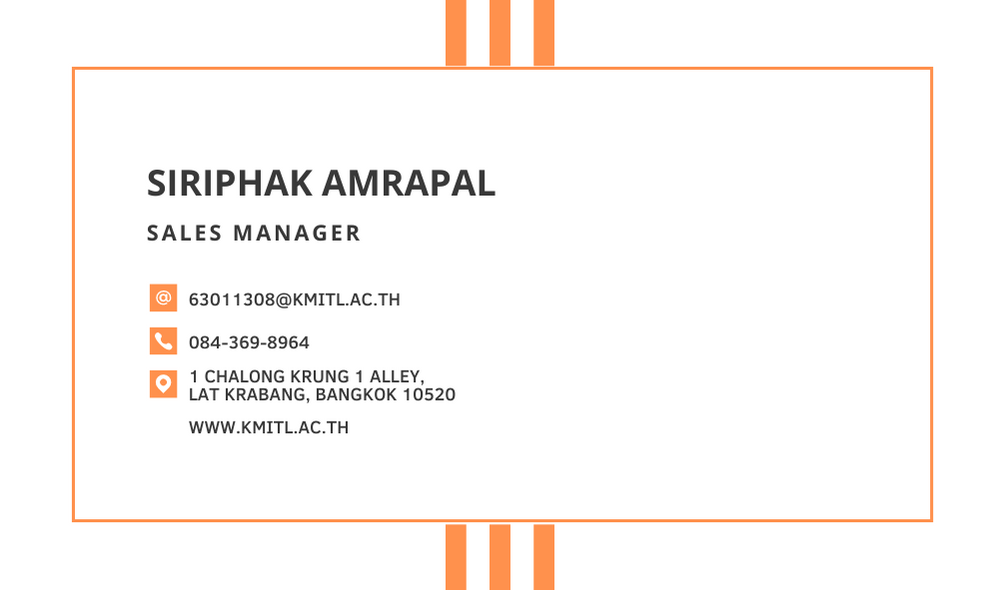 SIRIPHAK AMRAPAL
SALES MANAGER
@ 63011308@KMITL.AC.TH
084-369-8964
1 CHALONG KRUNG 1 ALLEY,
LAT KRABANG, BANGKOK 10520
WWW.KMITL.AC.TH